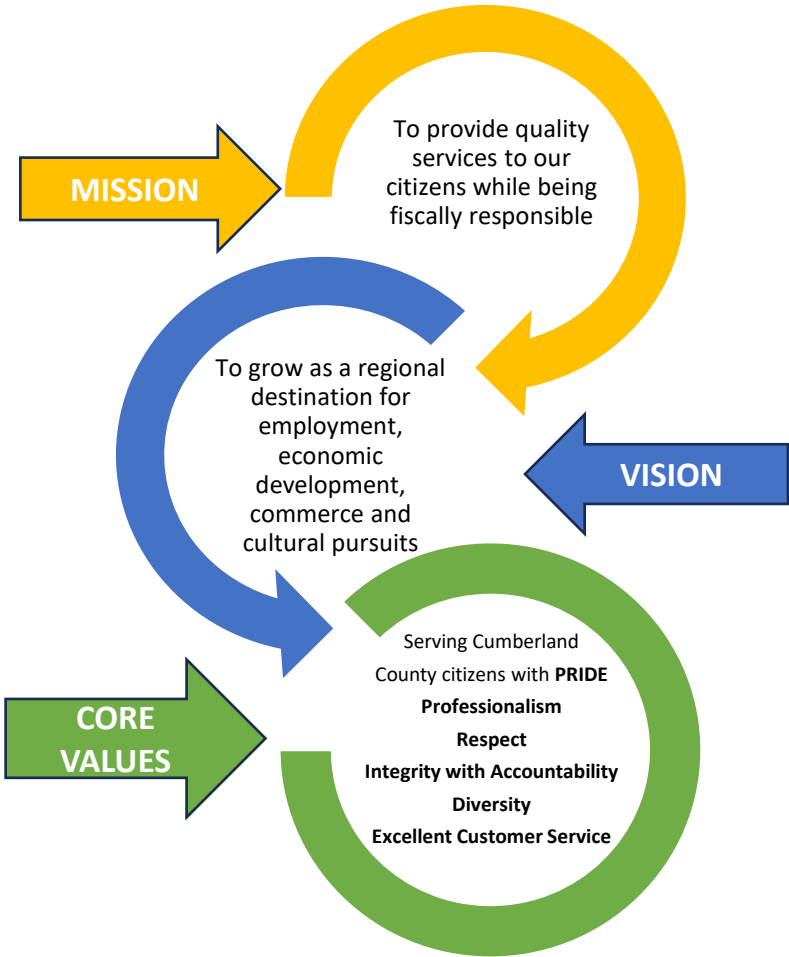 MISSION
To provide quality
services to our
citizens while being
fiscally responsible
To grow as a regional
destination for
employment,
economic
development,
commerce and
cultural pursuits
VISION
CORE
VALUES
Serving Cumberland
County citizens with PRIDE
Professionalism
Respect
Integrity with Accountability
Diversity
Excellent Customer Service